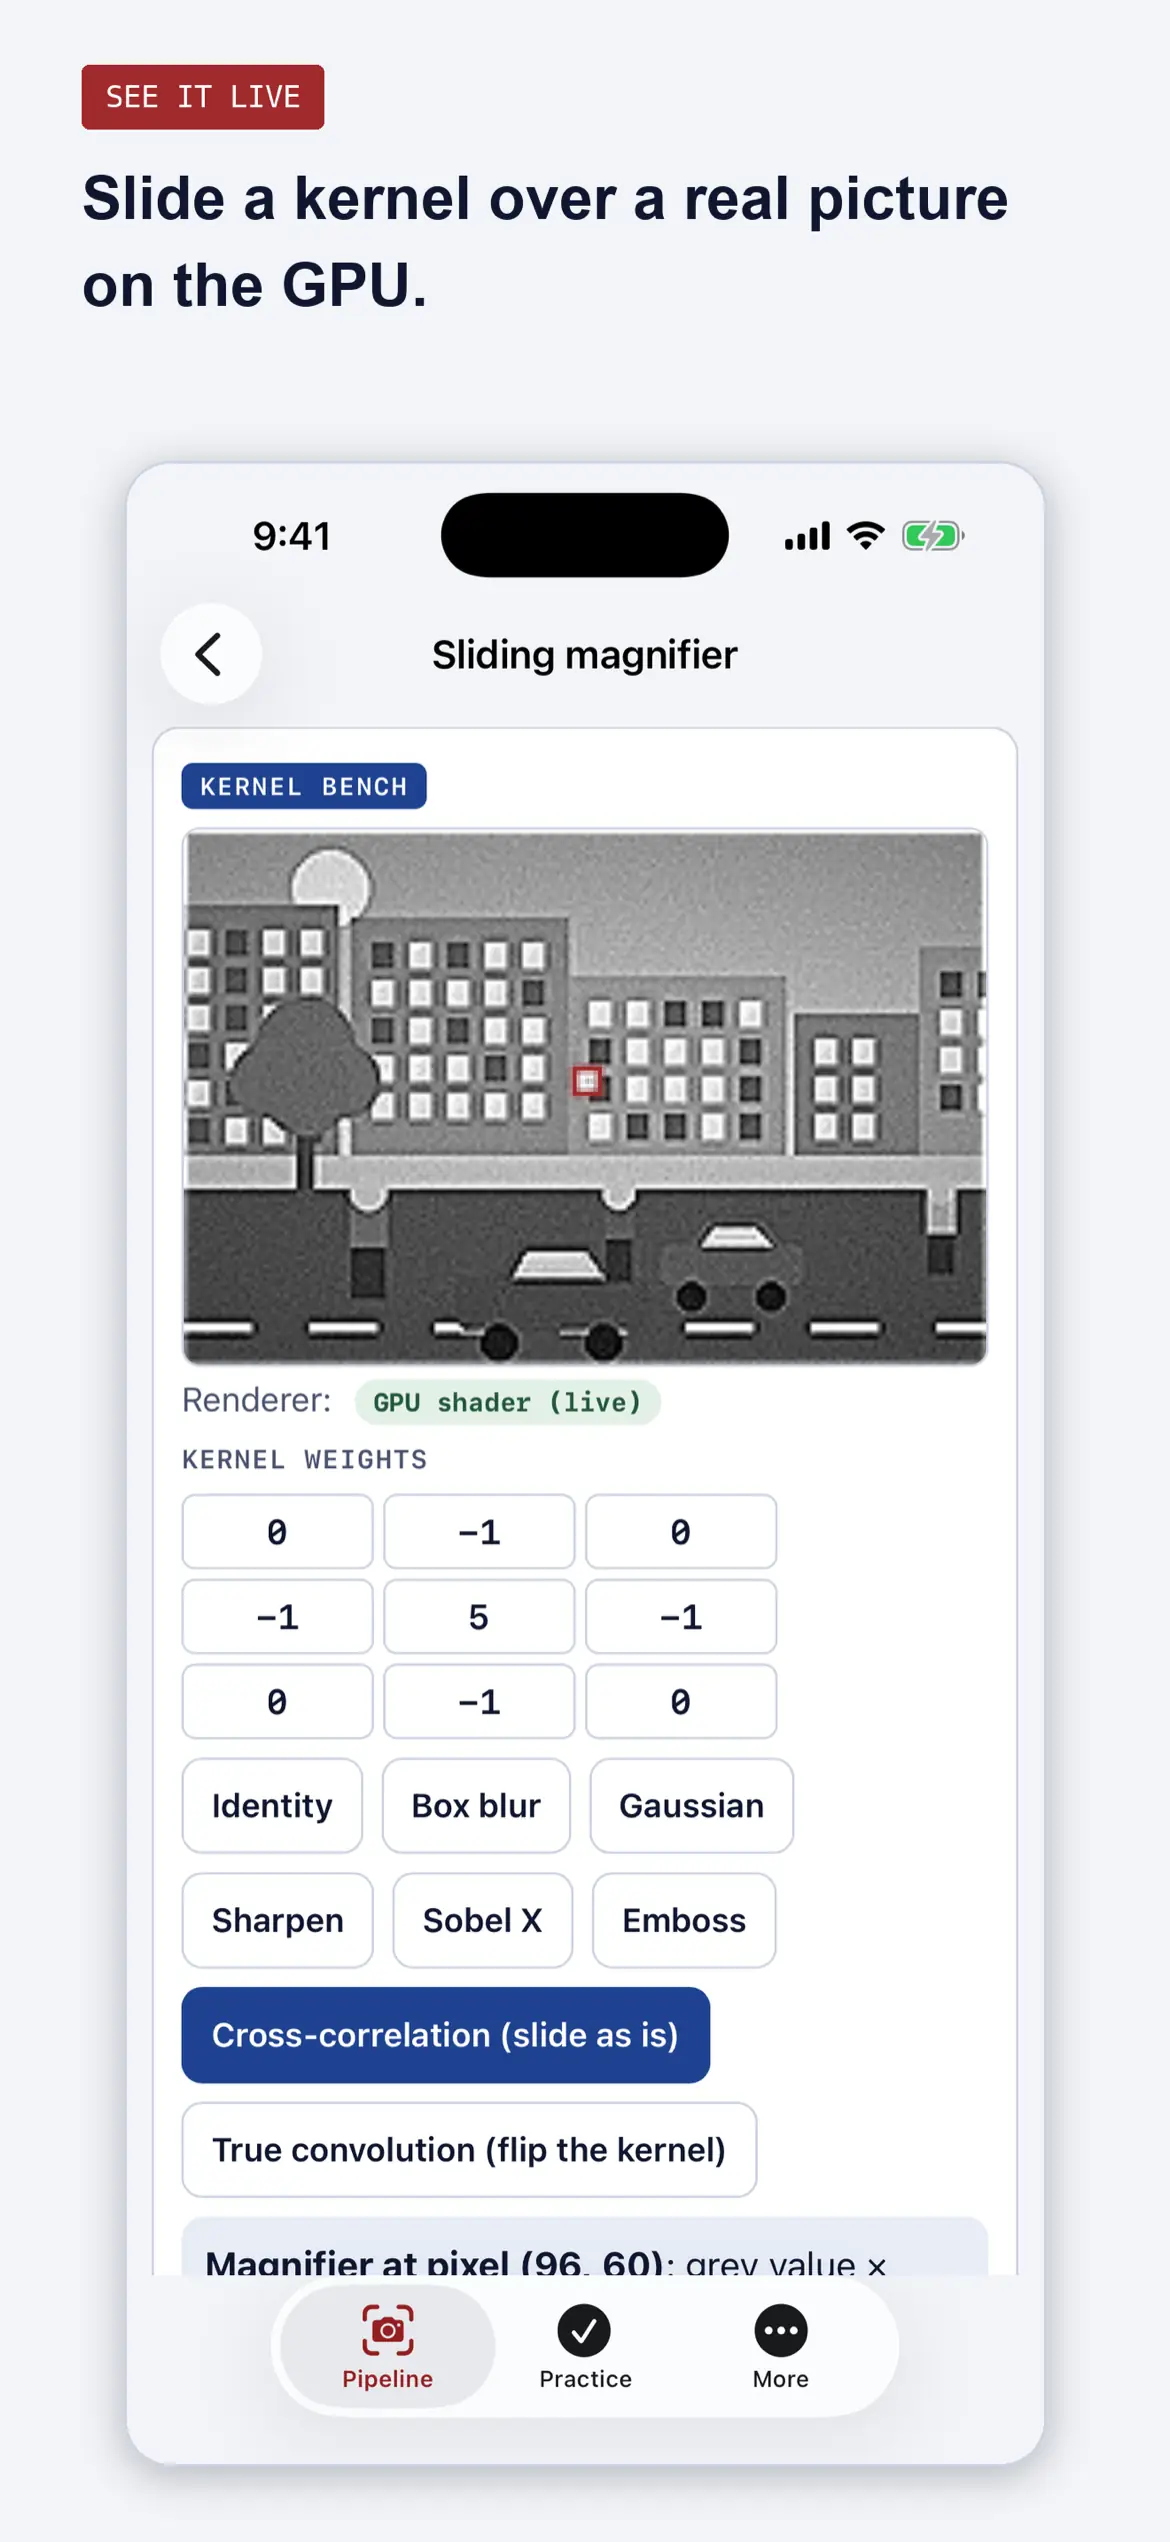 SEE IT LIVE
Slide a kernel over a real picture
on the GPU.
9:41
Sliding magnifier
KERNEL BENCH
Renderer: GPU shader (live)
KERNEL WEIGHTS
0 −1 0
−1 5 −1
0 −1 0
Identity Box blur Gaussian
Sharpen Sobel X Emboss
Cross-correlation (slide as is)
True convolution (flip the kernel)
Magnifier at pixel (96, 60): grey value ×
Pipeline Practice More